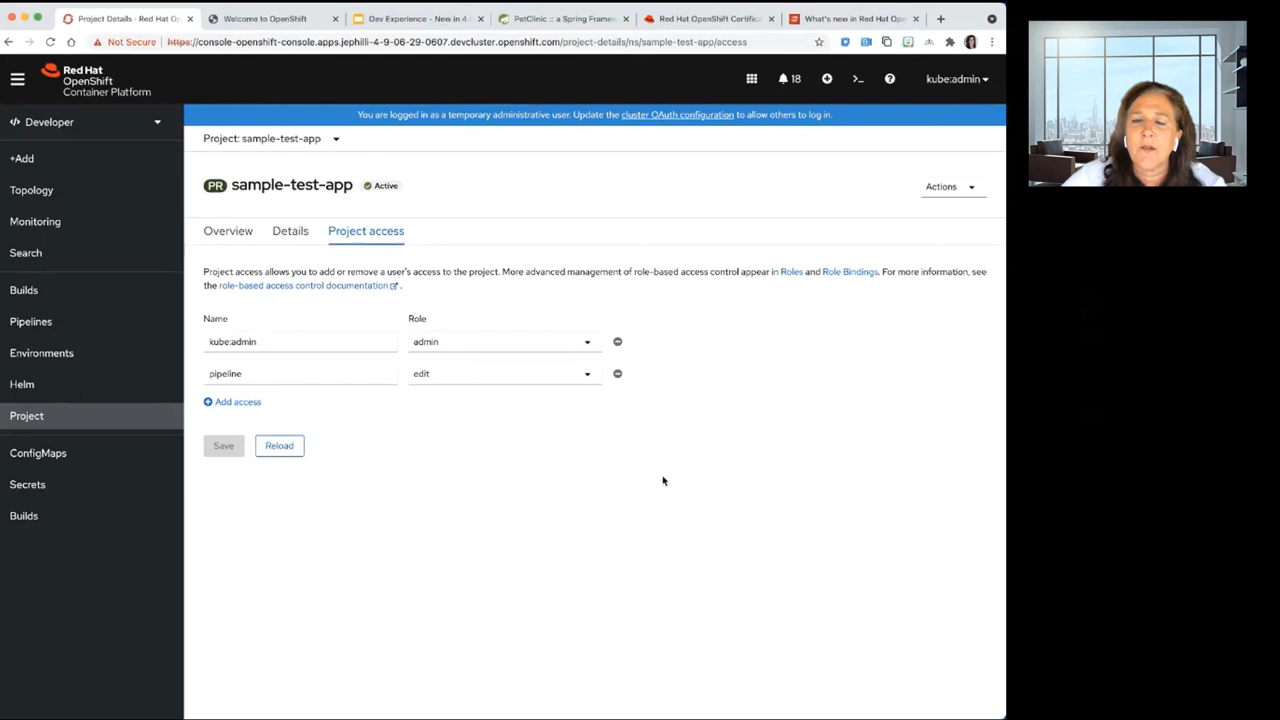 Project Details · Red Hat O
Welcome to OpenShift
Dev Experience - New in 4.
PetClinic :: a Spring Framew
Red Hat OpenShift Certifica
What's new in Red Hat Ope
Not Secure
https://console-openshift-console.apps.jephilli-4-9-06-29-0607.devcluster.openshift.com/project-details/ns/sample-test-app/access
Red Hat
OpenShift
Container Platform
18
kube:admin
</> Developer
You are logged in as a temporary administrative user. Update the cluster OAuth configuration to allow others to log in.
Project: sample-test-app
+Add
Topology
Monitoring
Search
Builds
Pipelines
Environments
Helm
Project
ConfigMaps
Secrets
Builds
PR sample-test-app Active
Actions
Overview Details Project access
Project access allows you to add or remove a user's access to the project. More advanced management of role-based access control appear in Roles and Role Bindings. For more information, see
the role-based access control documentation .
Name Role
kube:admin admin
pipeline edit
Add access
Save Reload